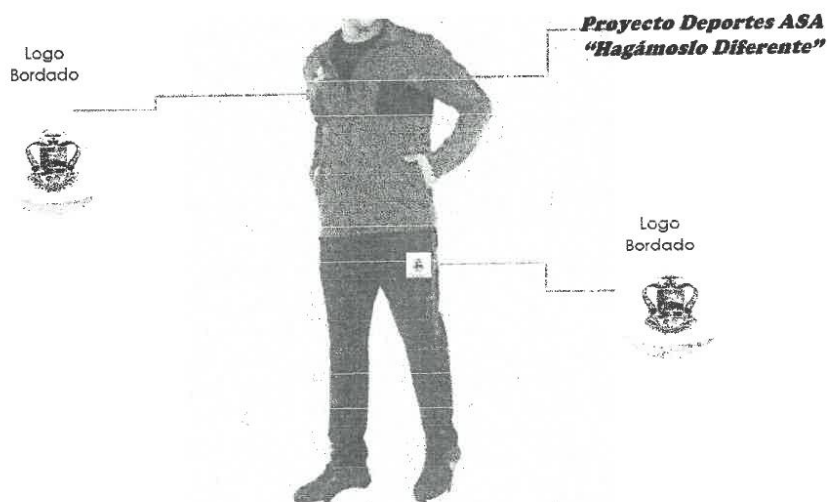 Proyecto Deportes ASA
"Hagámoslo Diferente"
Logo
Bordado
Logo
Bordado